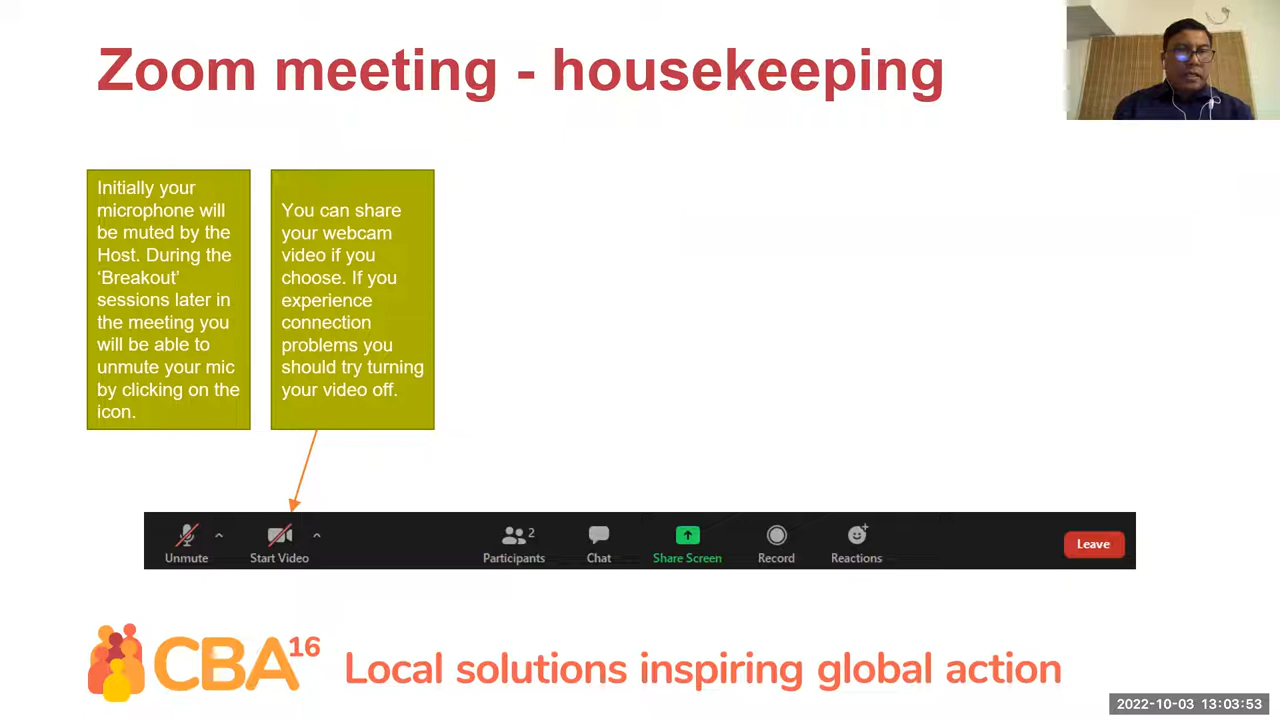 Zoom meeting - housekeeping
Initially your
microphone will
be muted by the
Host. During the
‘Breakout’
sessions later in
the meeting you
will be able to
unmute your mic
by clicking on the
icon.
You can share
your webcam
video if you
choose. If you
experience
connection
problems you
should try turning
your video off.
2
Unmute
Start Video
Participants
Chat
Share Screen
Record
Reactions
Leave
CBA16
Local solutions inspiring global action
2022-10-03 13:03:53